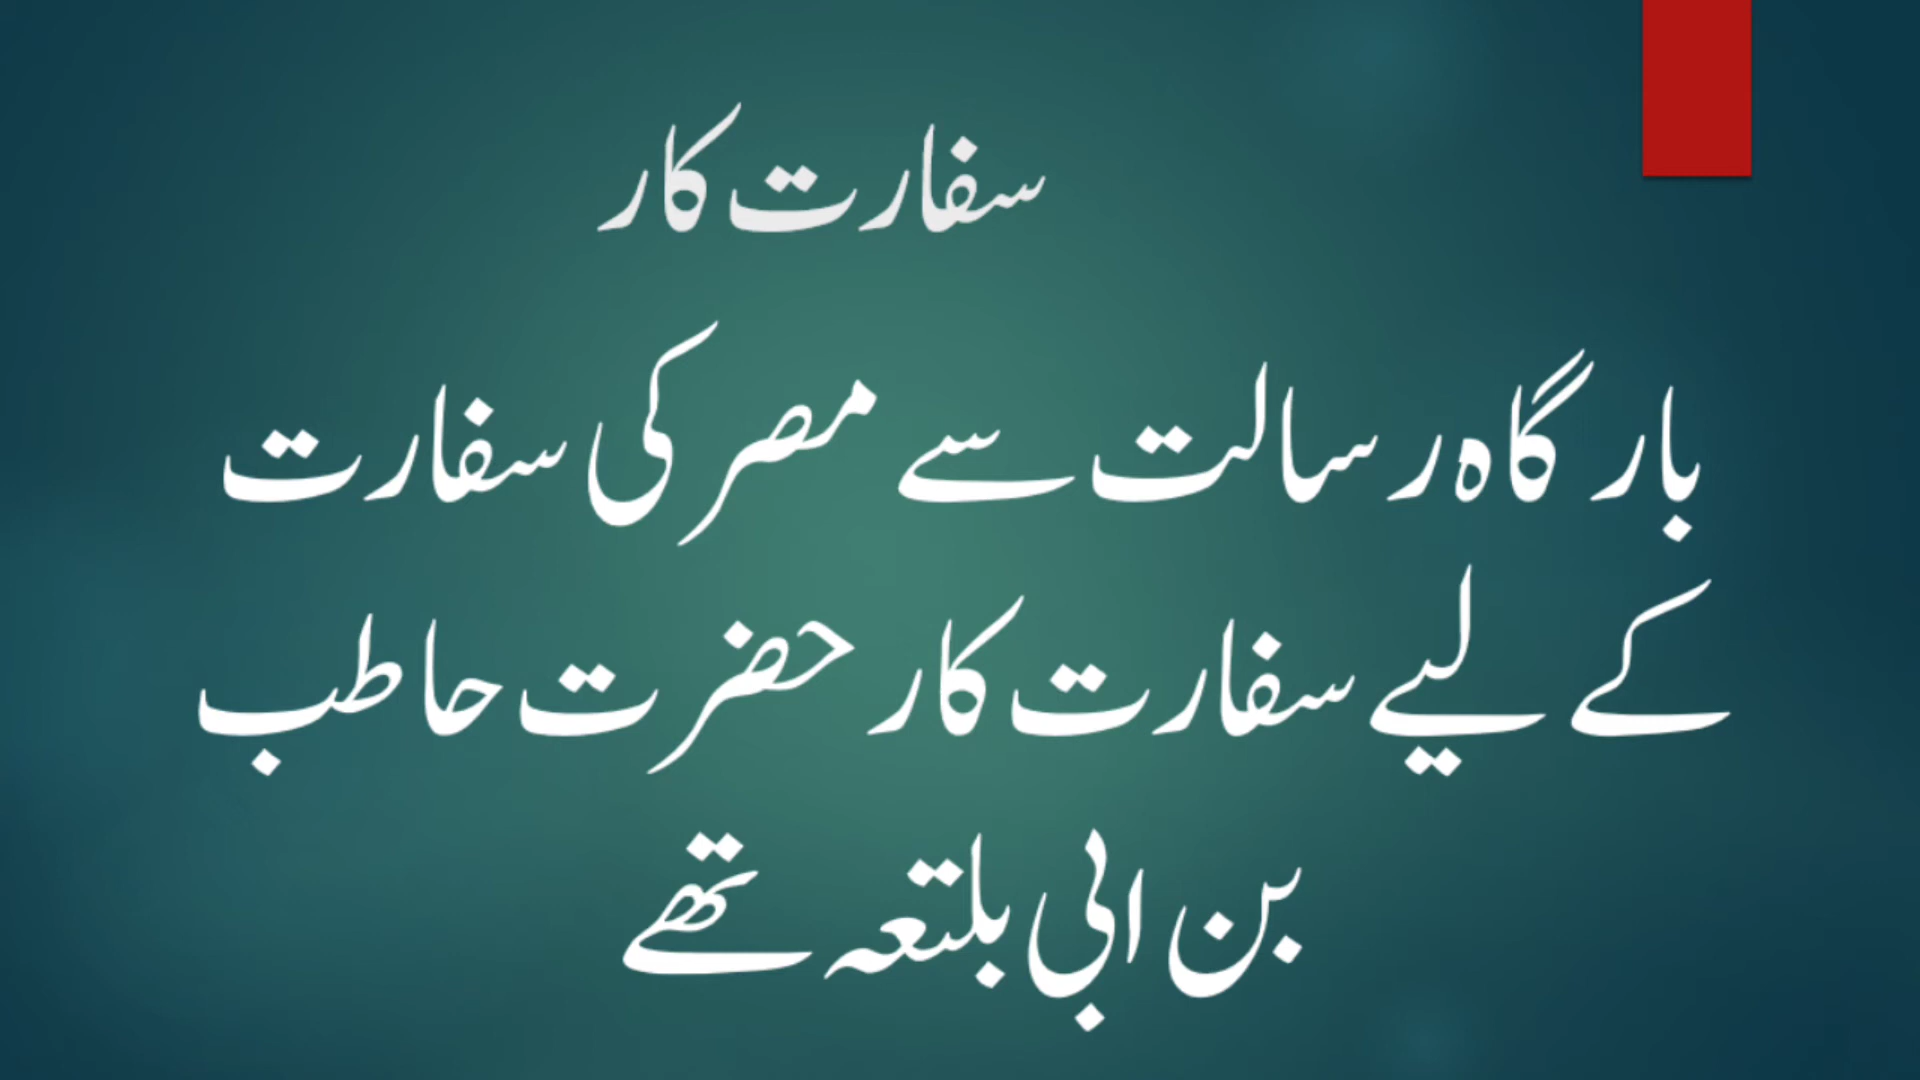 سفارت کار
بارگاہ رسالت سے مصر کی سفارت
کے لیے سفارت کار حضرت حاطب
بن ابی بلتعہ تھے